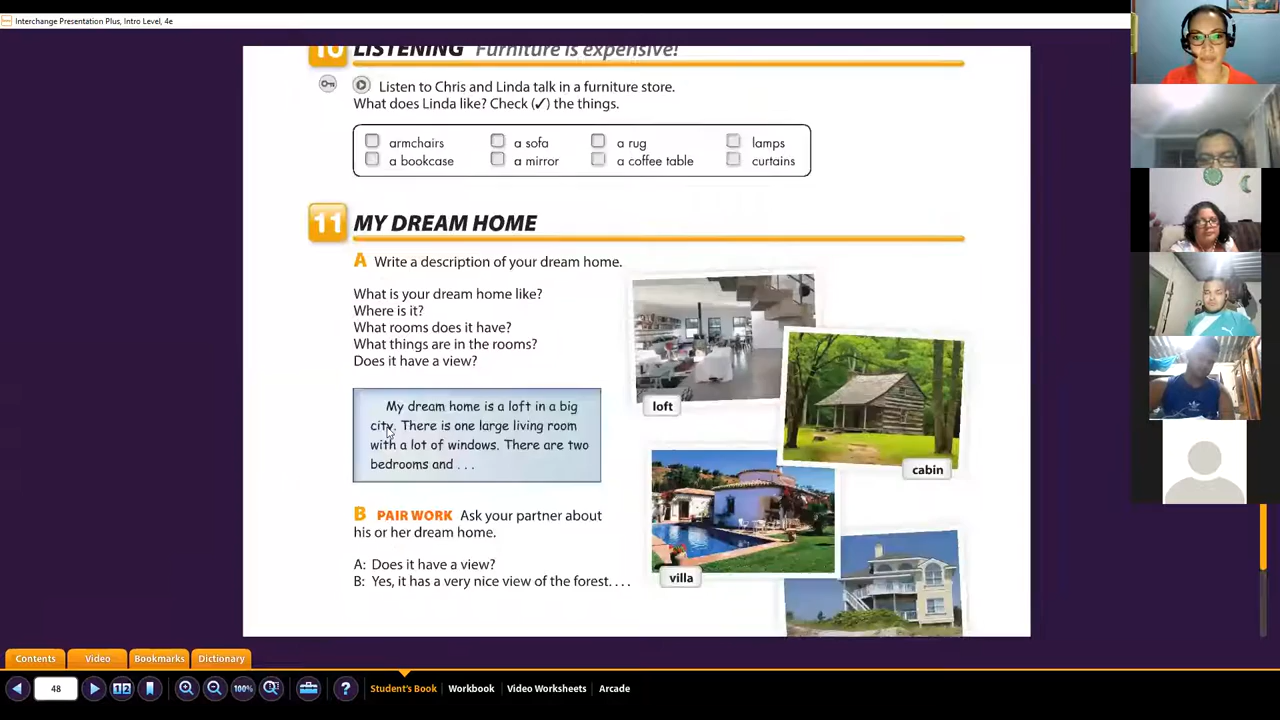 Interchange Presentation Plus, Intro Level, 4e
10 LISTENING Furniture is expensive!
Listen to Chris and Linda talk in a furniture store.
What does Linda like? Check (✓) the things.
armchairs a sofa a rug lamps
a bookcase a mirror a coffee table curtains
11 MY DREAM HOME
A Write a description of your dream home.
What is your dream home like?
Where is it?
What rooms does it have?
What things are in the rooms?
Does it have a view?
My dream home is a loft in a big
city. There is one large living room
with a lot of windows. There are two
bedrooms and . . .
loft
cabin
villa
B PAIR WORK Ask your partner about
his or her dream home.
A: Does it have a view?
B: Yes, it has a very nice view of the forest. . . .
Contents Video Bookmarks Dictionary
48 12 100% ? Student's Book Workbook Video Worksheets Arcade